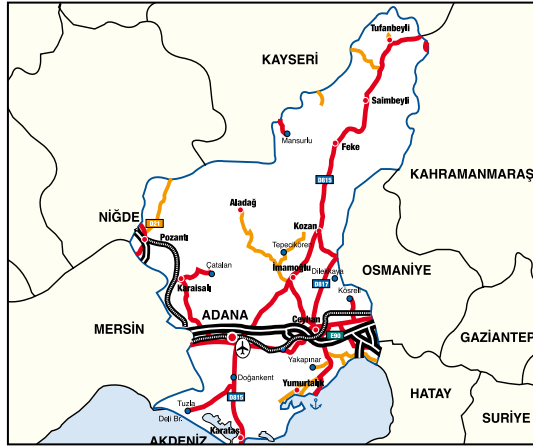 Tufanbeyli
KAYSERİ
Saimbeyli
Mansurlu
Feke
KAHRAMANMARAŞ
D815
Aladağ
NİĞDE
D21
Kozan
Pozantı
Tepecikören
OSMANİYE
Çatalan
İmamoğlu
Dilekkaya
Karaisalı
D817
Kösreli
ADANA
MERSİN
Ceyhan
E90
GAZİANTEP
Yakapınar
Doğankent
Yumurtalık
HATAY
D815
Tuzla
Deli Br.
SURİYE
Karataş
AKDENİZ